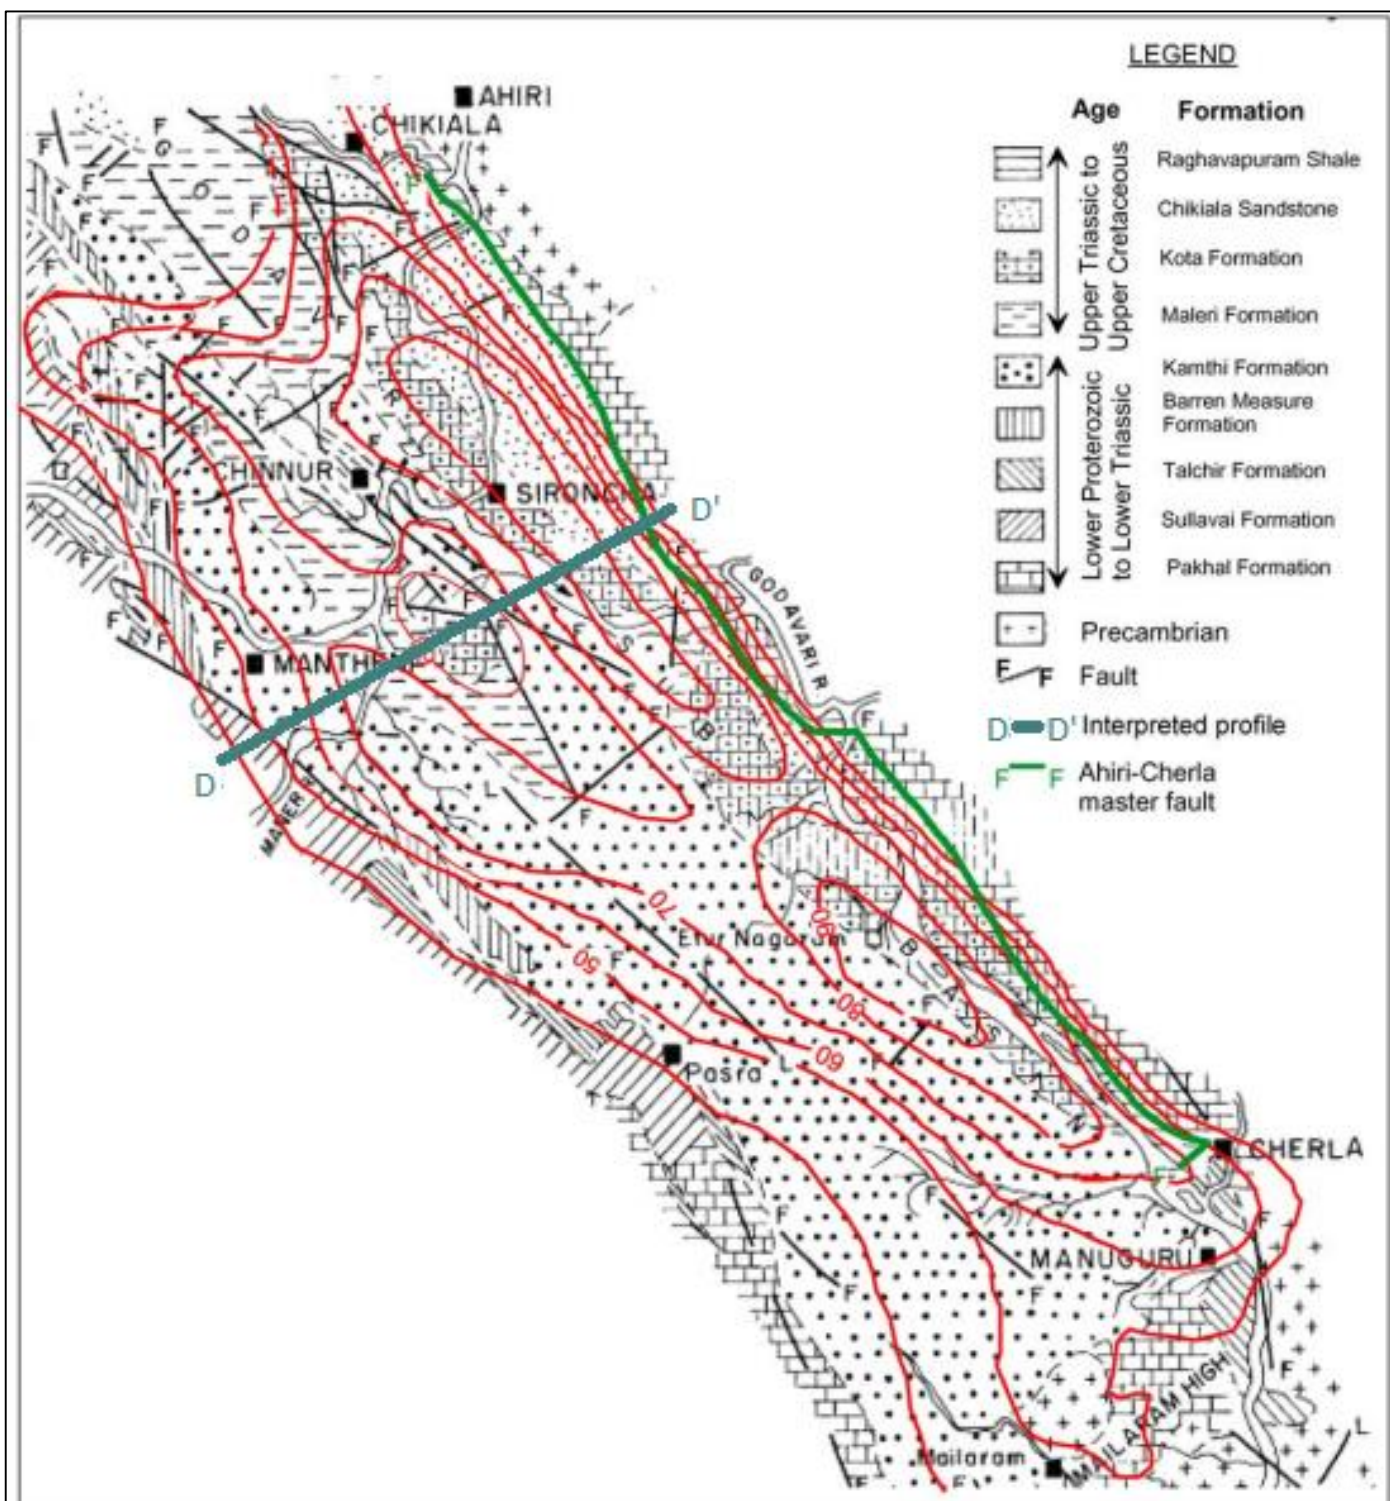 LEGEND
Age Formation
Raghavapuram Shale
Chikiala Sandstone
Kota Formation
Maleri Formation
Upper Triassic to
Upper Cretaceous
Kamthi Formation
Barren Measure
Formation
Talchir Formation
Sullavai Formation
Pakhal Formation
Lower Proterozoic
to Lower Triassic
Precambrian
F F Fault
D D' Interpreted profile
F F Ahiri-Cherla
master fault
AHIRI
CHIKIALA
CHINNUR
SIRONCHA
D'
GODAVARI R
D
MANER
70
90
Etur Nagaram
50
80
60
Pasra
SUB BASIN
CHERLA
MANUGURU
MAILARAM HIGH
Mailaram